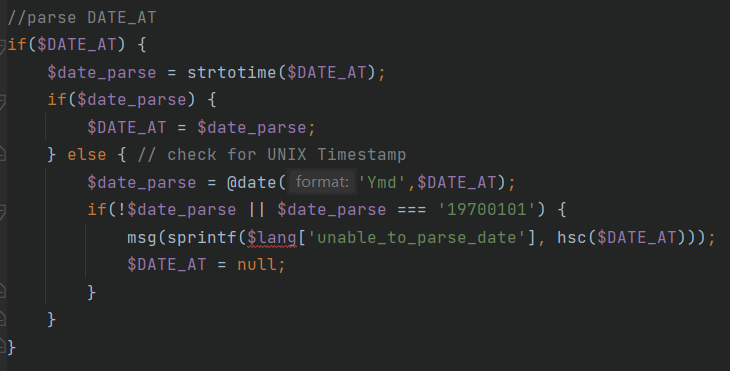 //parse DATE_AT
if($DATE_AT) {
    $date_parse = strtotime($DATE_AT);
    if($date_parse) {
        $DATE_AT = $date_parse;
    } else { // check for UNIX Timestamp
        $date_parse = @date( format: 'Ymd',$DATE_AT);
        if(!$date_parse || $date_parse === '19700101') {
            msg(sprintf($lang['unable_to_parse_date'], hsc($DATE_AT)));
            $DATE_AT = null;
        }
    }
}